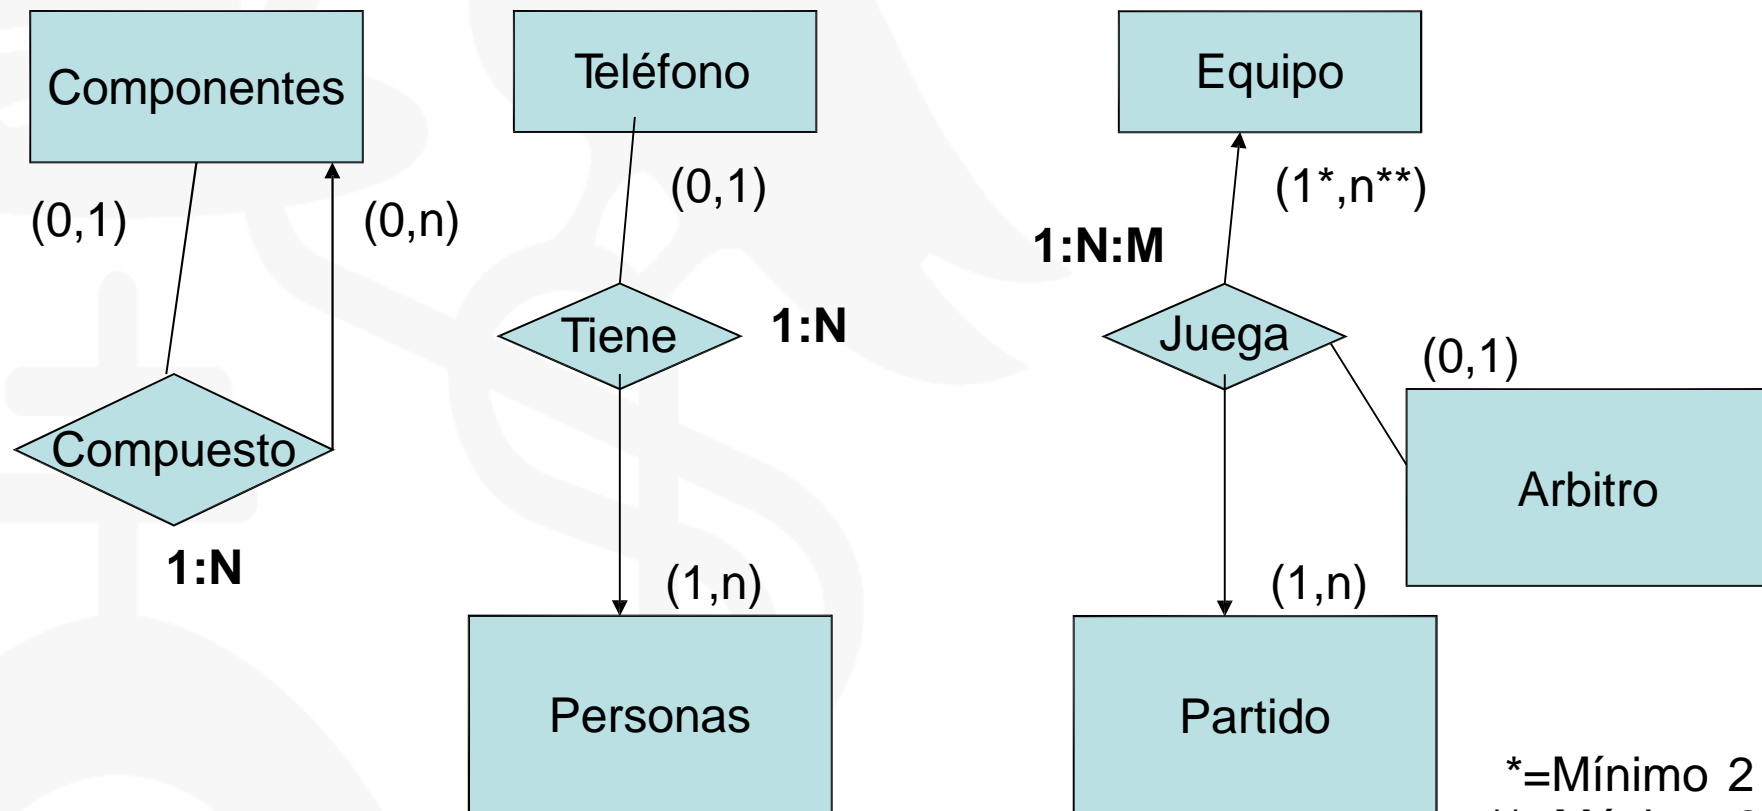 Componentes
(0,1)
(0,n)
Compuesto
1:N
Teléfono
(0,1)
Tiene
1:N
(1,n)
Personas
Equipo
(1*,n**)
1:N:M
Juega
(0,1)
Arbitro
(1,n)
Partido
*=Mínimo 2